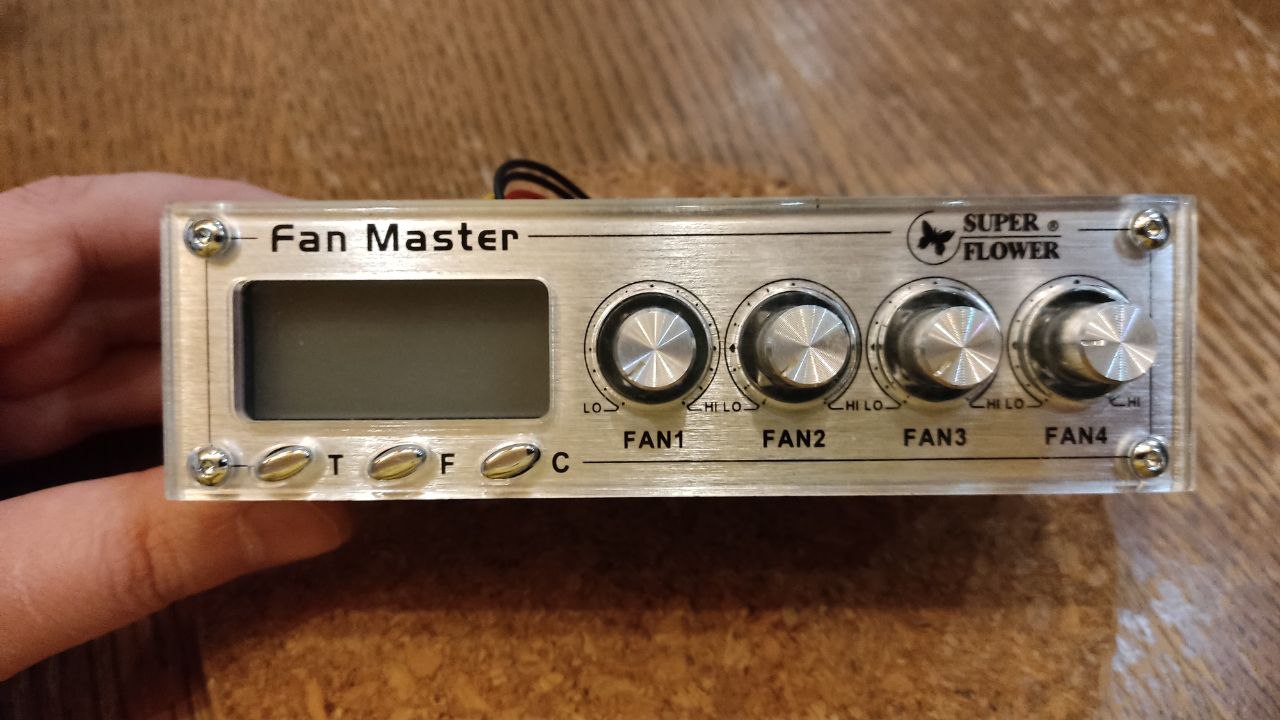 Fan Master
SUPER ®
FLOWER
LO HI LO HI LO HI LO HI
FAN1 FAN2 FAN3 FAN4
T F C